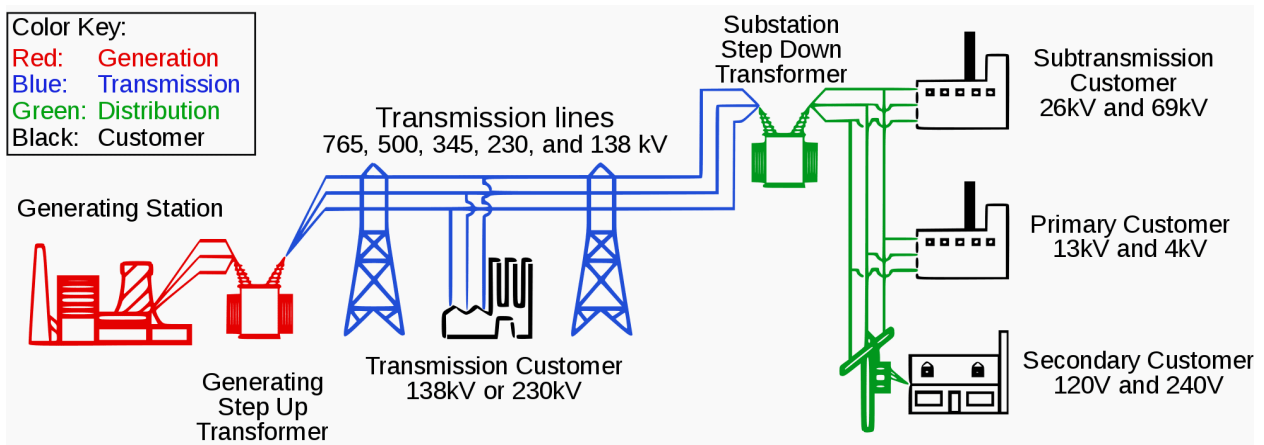 Color Key:
Red: Generation
Blue: Transmission
Green: Distribution
Black: Customer
Generating Station
Generating
Step Up
Transformer
Transmission lines
765, 500, 345, 230, and 138 kV
Transmission Customer
138kV or 230kV
Substation
Step Down
Transformer
Subtransmission
Customer
26kV and 69kV
Primary Customer
13kV and 4kV
Secondary Customer
120V and 240V